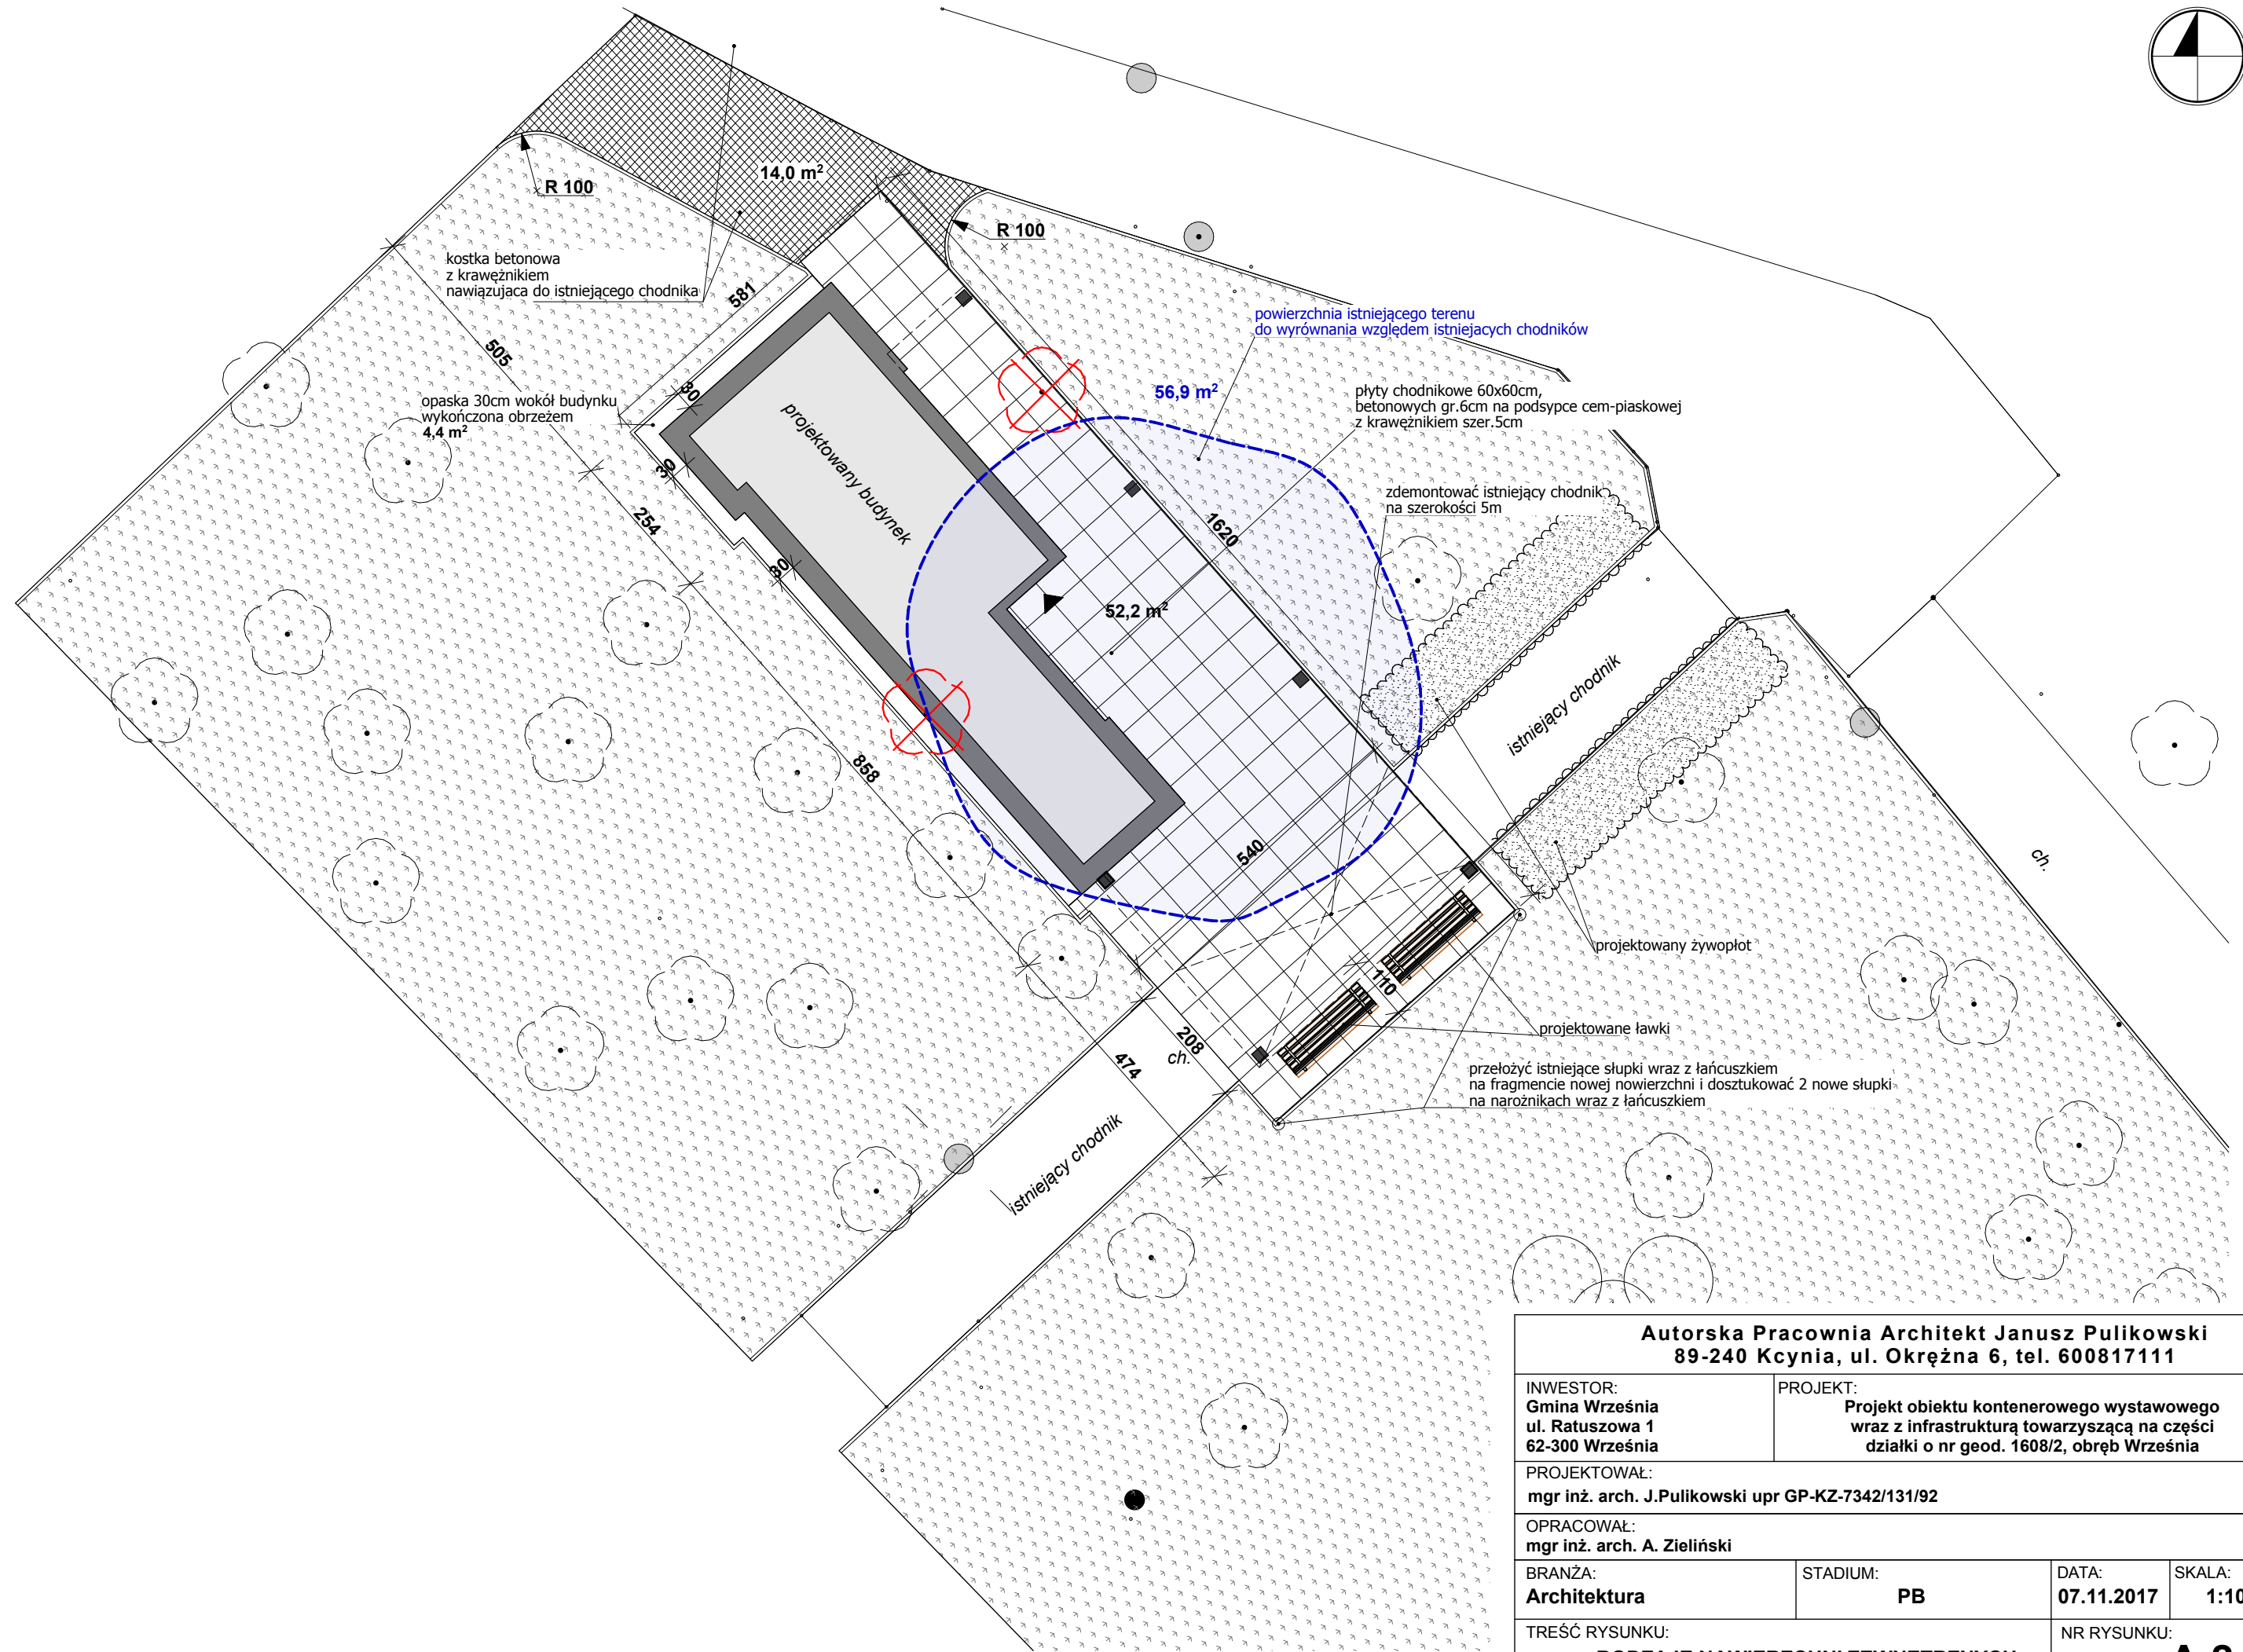 14,0 m²
R 100
R 100
kostka betonowa
z krawężnikiem
nawiązujaca do istniejącego chodnika
581
505
powierzchnia istniejącego terenu
do wyrównania względem istniejacych chodników
56,9 m²
opaska 30cm wokół budynku
wykończona obrzeżem
4,4 m²
30
30
30
254
projektowany budynek
płyty chodnikowe 60x60cm,
betonowych gr.6cm na podsypce cem-piaskowej
z krawężnikiem szer.5cm
zdemontować istniejący chodnik
na szerokości 5m
1620
52,2 m²
istniejący chodnik
858
540
ch.
projektowany żywopłot
110
projektowane ławki
208
ch.
474
przełożyć istniejące słupki wraz z łańcuszkiem
na fragmencie nowej nowierzchni i dosztukować 2 nowe słupki
na narożnikach wraz z łańcuszkiem
istniejący chodnik
Autorska Pracownia Architekt Janusz Pulikowski
89-240 Kcynia, ul. Okrężna 6, tel. 600817111
INWESTOR:
Gmina Września
ul. Ratuszowa 1
62-300 Września
PROJEKT:
Projekt obiektu kontenerowego wystawowego
wraz z infrastrukturą towarzyszącą na części
działki o nr geod. 1608/2, obręb Września
PROJEKTOWAŁ:
mgr inż. arch. J.Pulikowski upr GP-KZ-7342/131/92
OPRACOWAŁ:
mgr inż. arch. A. Zieliński
BRANŻA:
Architektura
STADIUM:
PB
DATA:
07.11.2017
SKALA:
1:10
TREŚĆ RYSUNKU:
NR RYSUNKU: